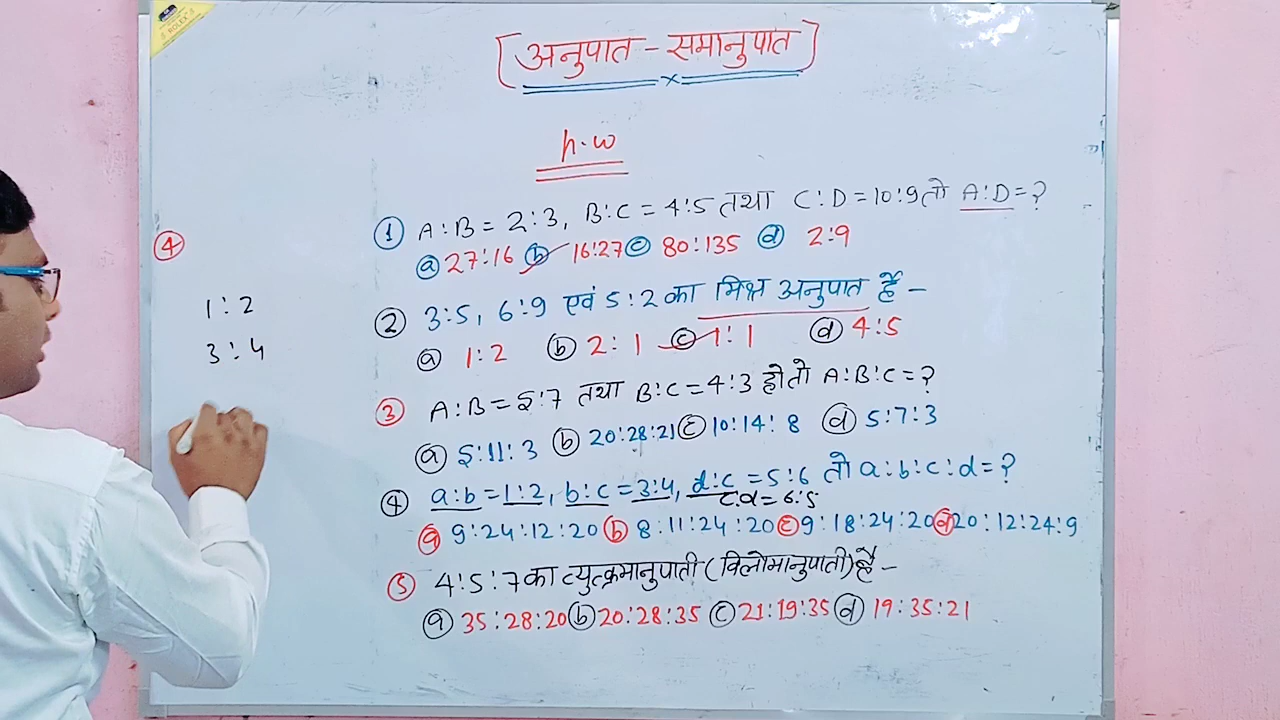 ROLEX
[अनुपात - समानुपात]
x
h.w
① A:B = 2:3, B:C = 4:5 तथा C:D = 10:9 तो A:D = ?
ⓐ 27:16 ⓑ 16:27 ⓒ 80:135 ⓓ 2:9
② 3:5, 6:9 एवं 5:2 का मिश्र अनुपात है -
ⓐ 1:2 ⓑ 2:1 ⓒ 1:1 ⓓ 4:5
③ A:B = 5:7 तथा B:C = 4:3 हो तो A:B:C = ?
ⓐ 5:11:3 ⓑ 20:28:21 ⓒ 10:14:8 ⓓ 5:7:3
④ a:b = 1:2, b:c = 3:4, d:c = 5:6 तो a:b:c:d = ?
c:d = 6:5
ⓐ 9:24:12:20 ⓑ 8:11:24:20 ⓒ 9:18:24:20 ⓓ 20:12:24:9
⑤ 4:5:7 का व्युत्क्रमानुपाती (विलोमानुपाती) है -
ⓐ 35:28:20 ⓑ 20:28:35 ⓒ 21:19:35 ⓓ 19:35:21
④
1:2
3:4